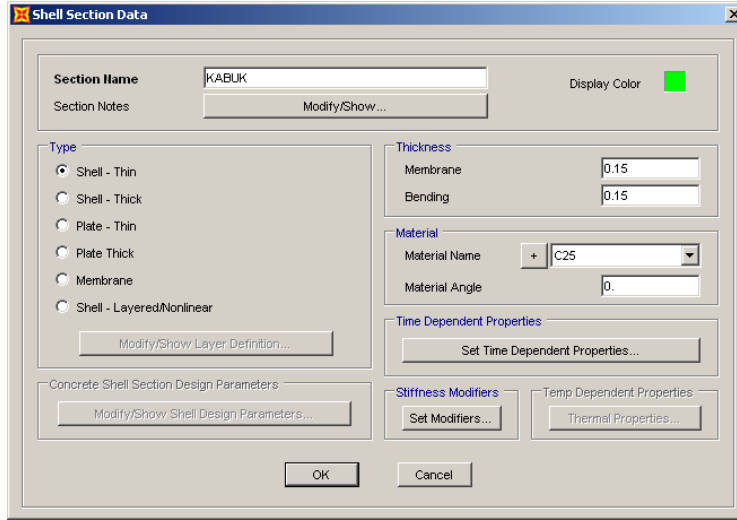 Shell Section Data
Section Name KABUK Display Color
Section Notes Modify/Show...
Type
Shell - Thin
Shell - Thick
Plate - Thin
Plate Thick
Membrane
Shell - Layered/Nonlinear
Modify/Show Layer Definition...
Concrete Shell Section Design Parameters
Modify/Show Shell Design Parameters...
Thickness
Membrane 0.15
Bending 0.15
Material
Material Name + C25
Material Angle 0.
Time Dependent Properties
Set Time Dependent Properties...
Stiffness Modifiers
Set Modifiers...
Temp Dependent Properties
Thermal Properties...
OK Cancel